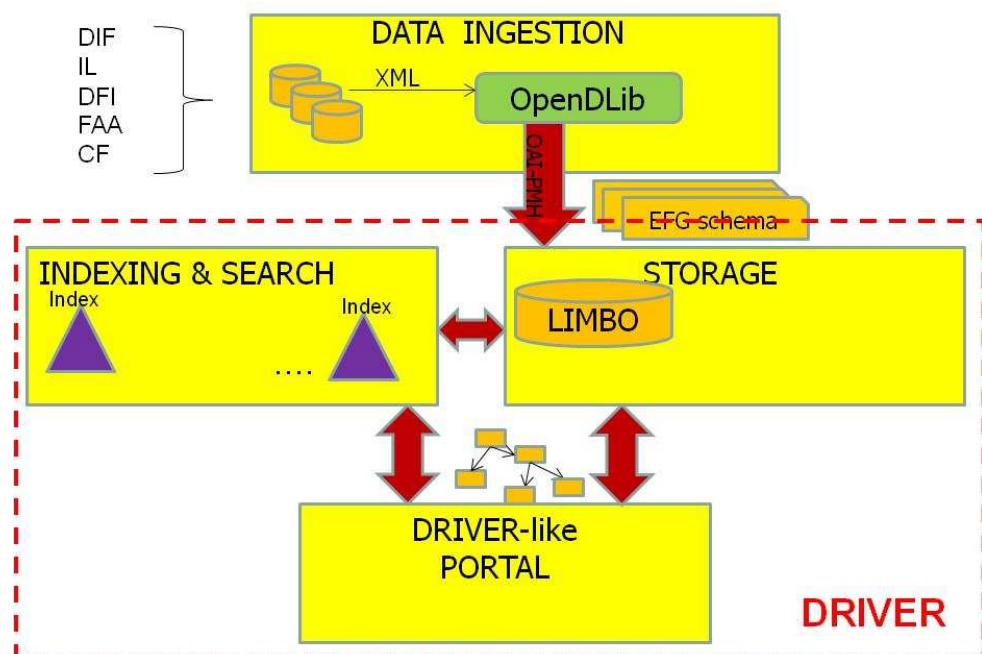 DIF
IL
DFI
FAA
CF
DATA INGESTION
XML
OpenDLib
OAI-PMH
EFG schema
INDEXING & SEARCH
Index
Index
....
STORAGE
LIMBO
DRIVER-like
PORTAL
DRIVER